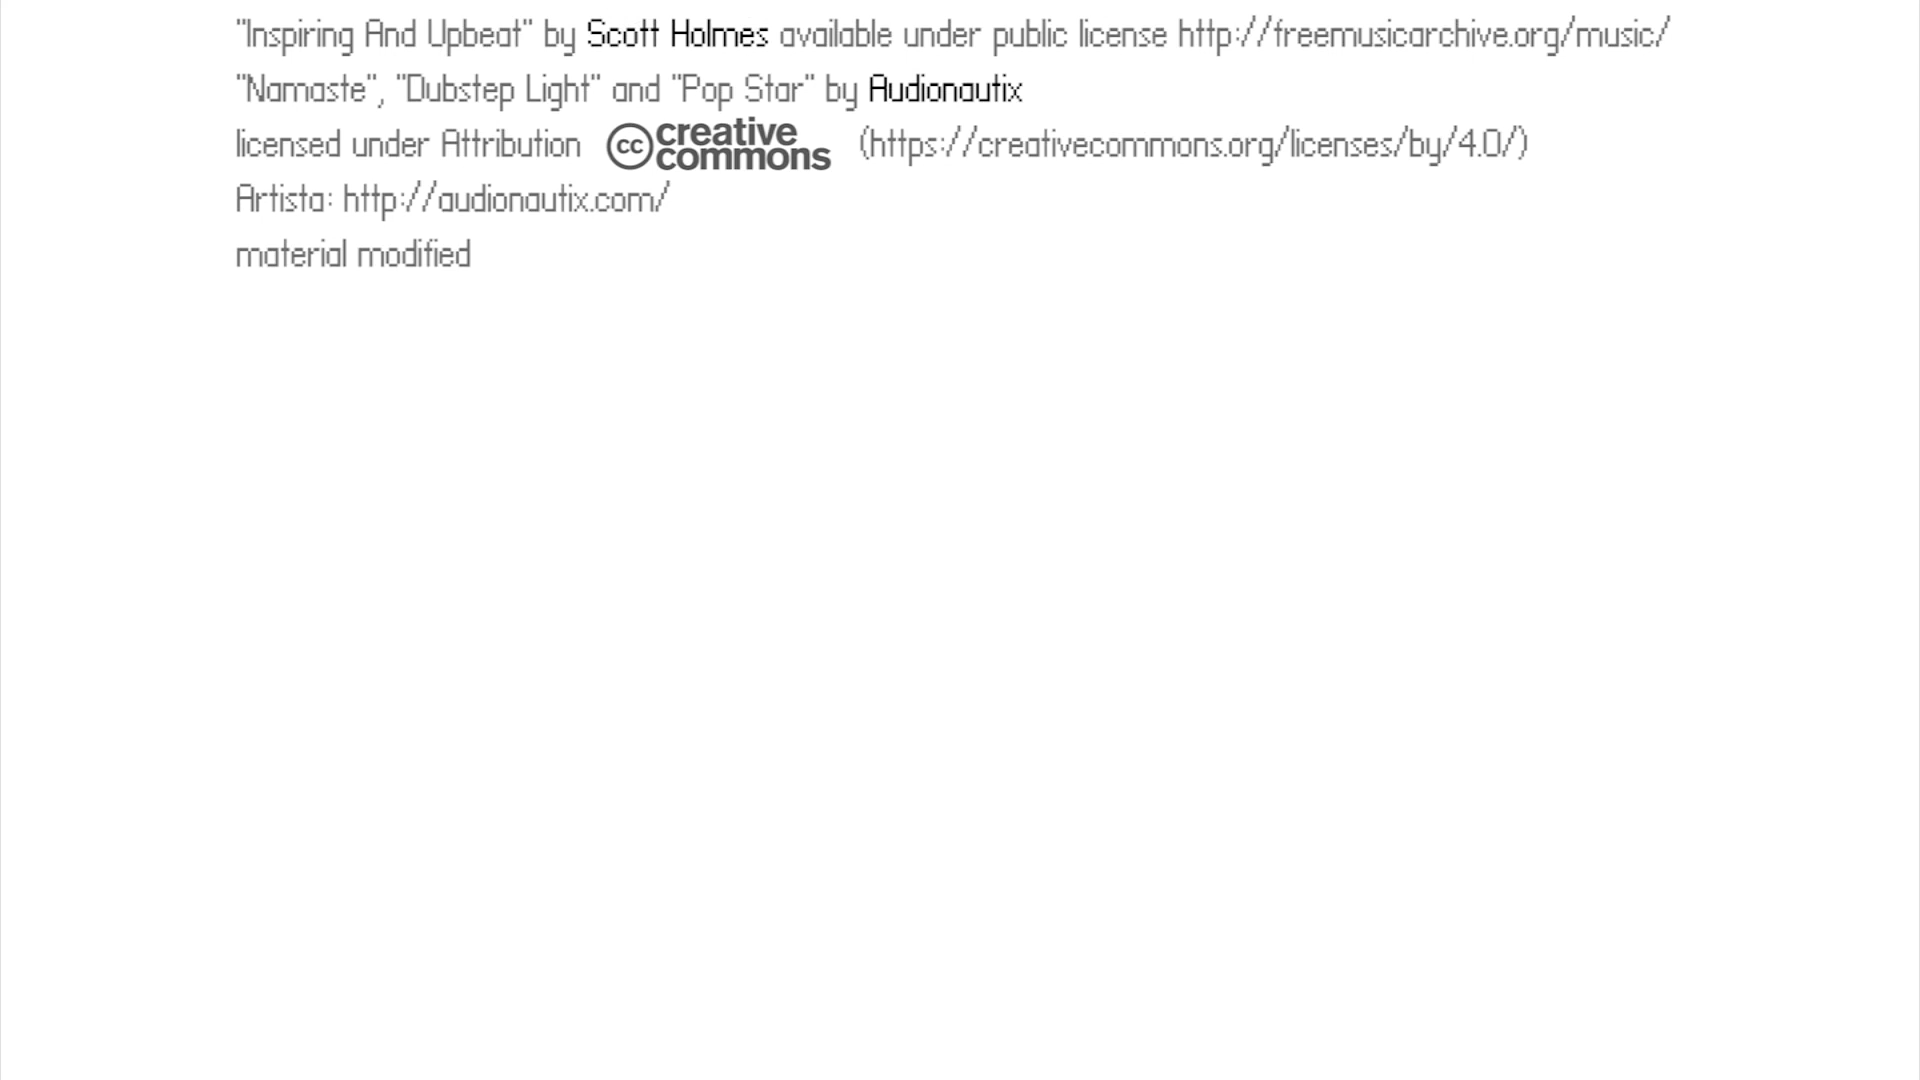 "Inspiring And Upbeat" by Scott Holmes available under public license http://freemusicarchive.org/music/
"Namaste", "Dubstep Light" and "Pop Star" by Audionautix
licensed under Attribution cc creative commons (https://creativecommons.org/licenses/by/4.0/)
Artista: http://audionautix.com/
material modified